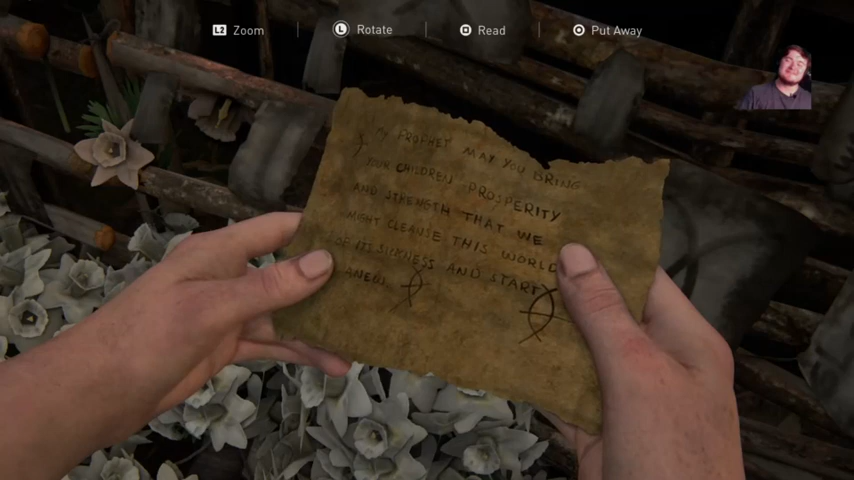 L2 Zoom
L Rotate
Read
Put Away
MY PROPHET MAY YOU BRING
YOUR CHILDREN PROSPERITY
AND STRENGTH THAT WE
MIGHT CLEANSE THIS WORLD
OF ITS SICKNESS AND START
ANEW.